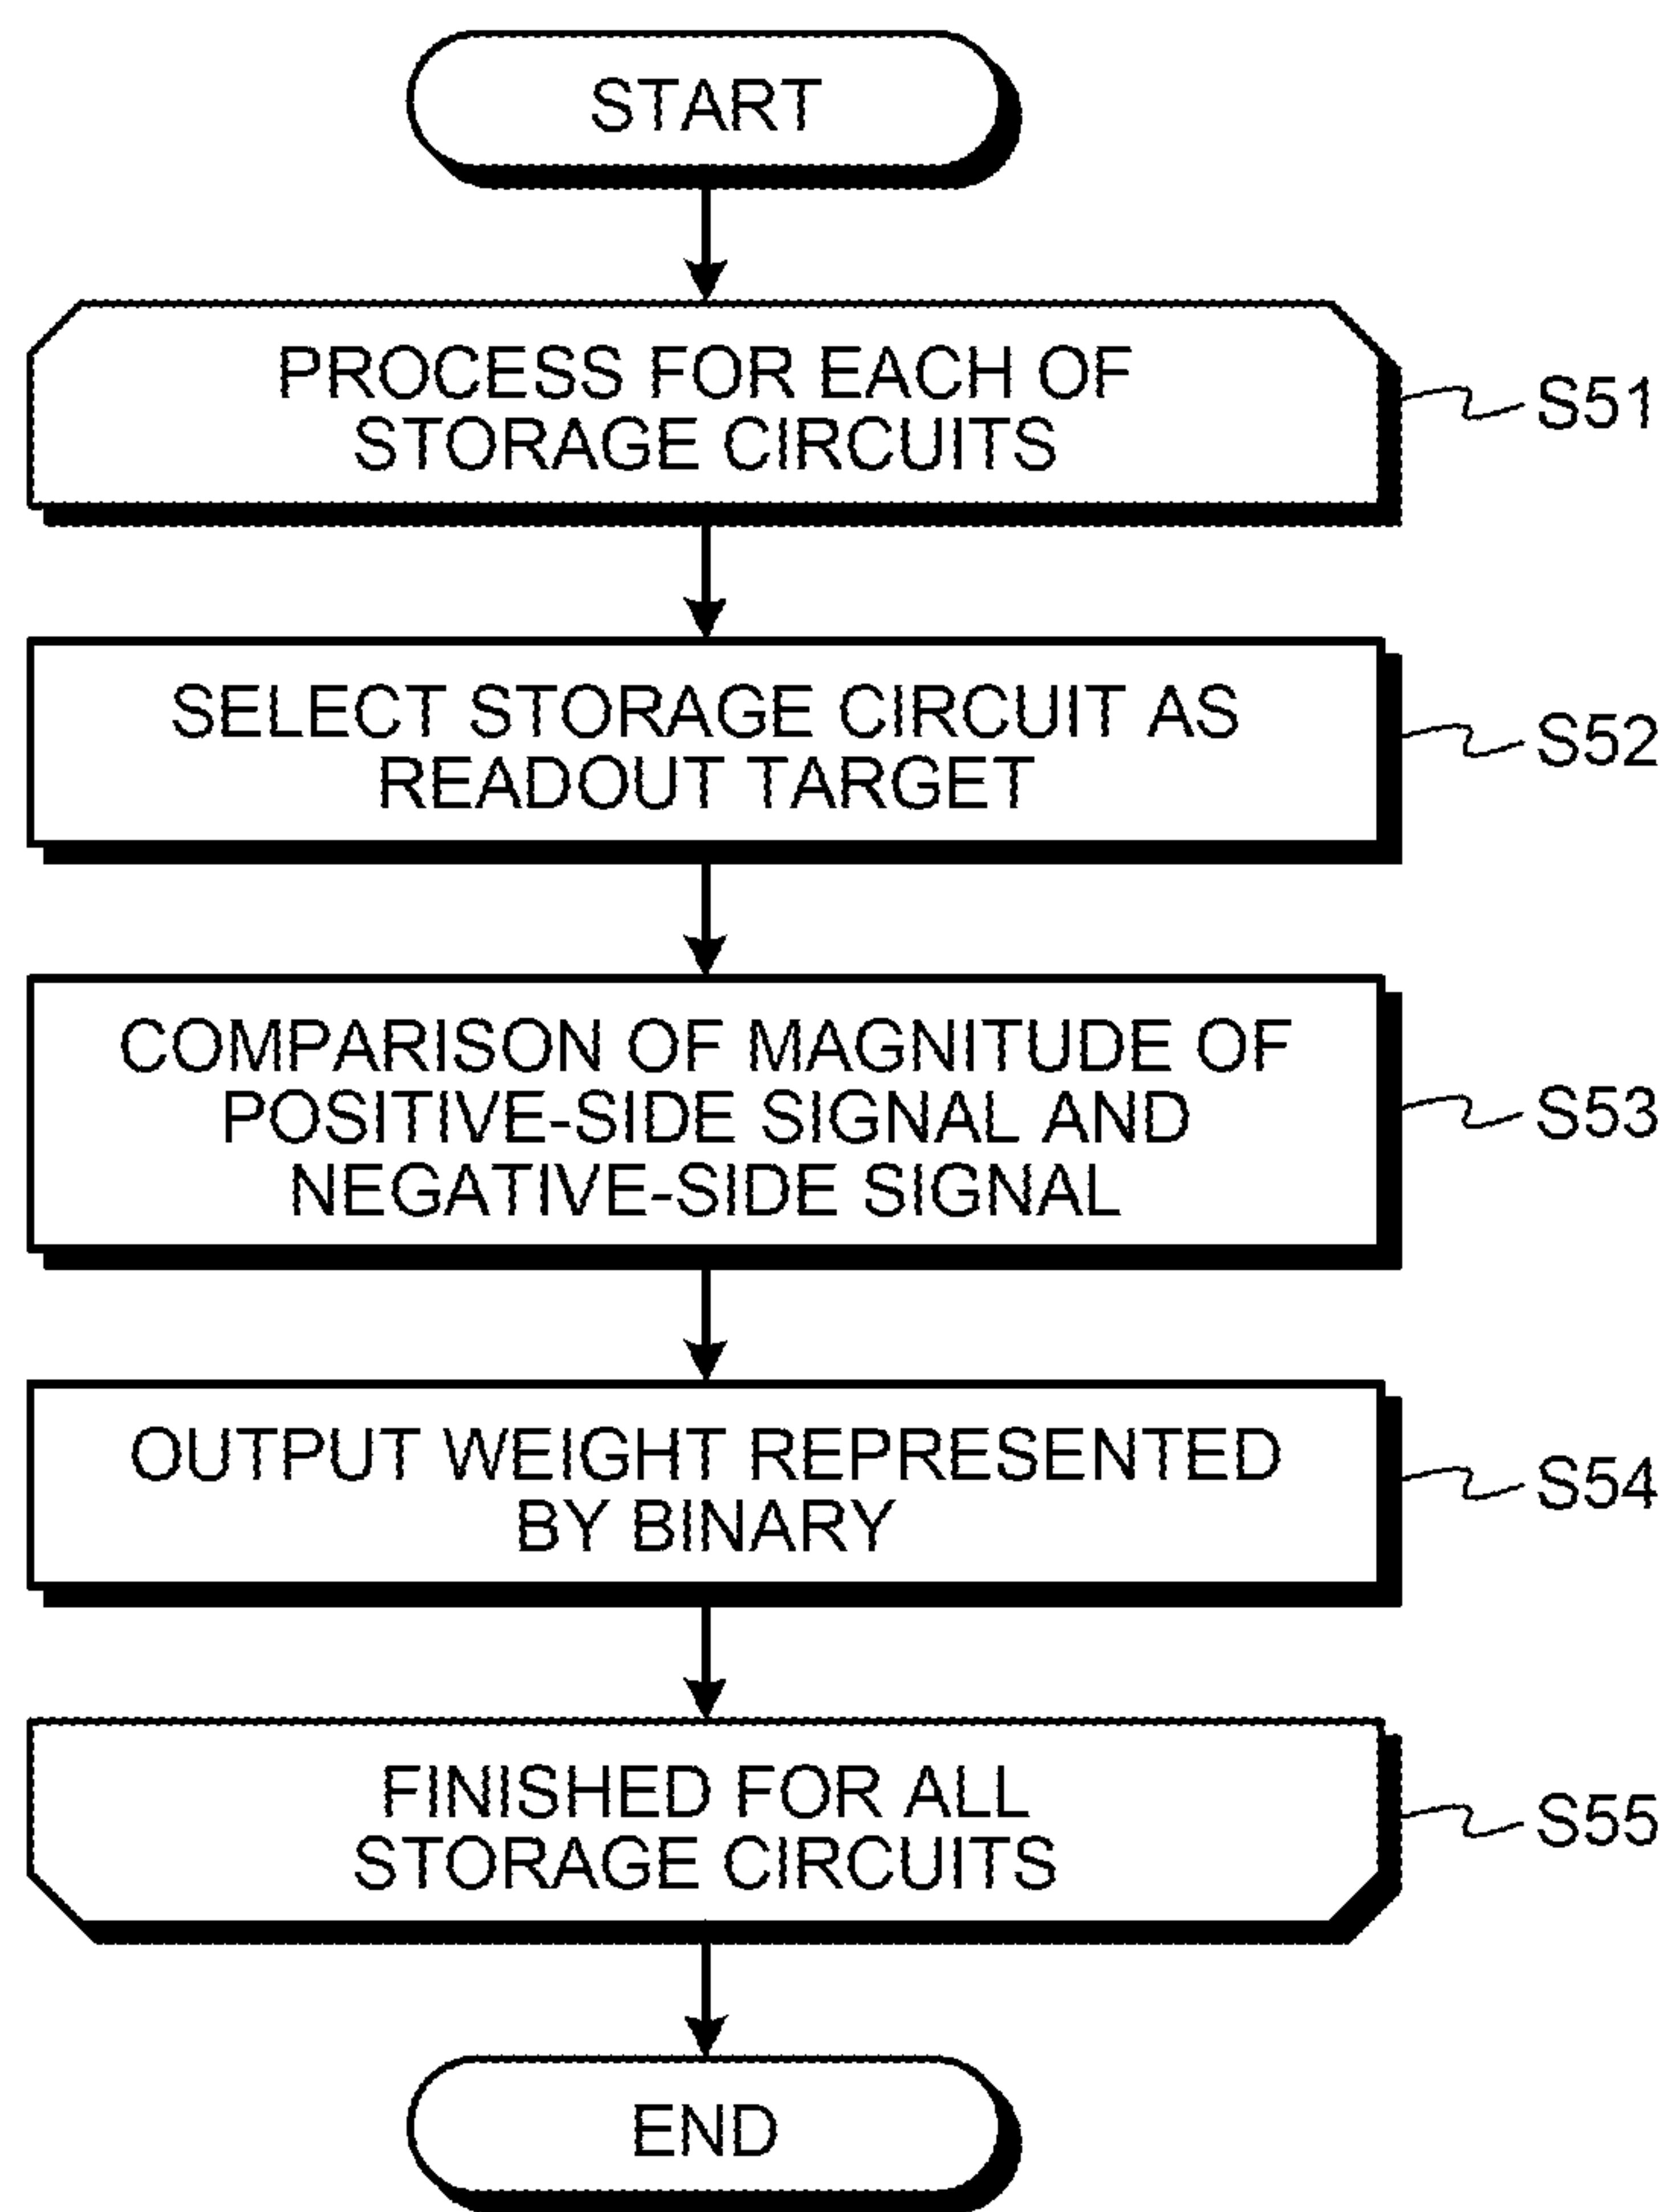 START
PROCESS FOR EACH OF
STORAGE CIRCUITS
S51
SELECT STORAGE CIRCUIT AS
READOUT TARGET
S52
COMPARISON OF MAGNITUDE OF
POSITIVE-SIDE SIGNAL AND
NEGATIVE-SIDE SIGNAL
S53
OUTPUT WEIGHT REPRESENTED
BY BINARY
S54
FINISHED FOR ALL
STORAGE CIRCUITS
S55
END